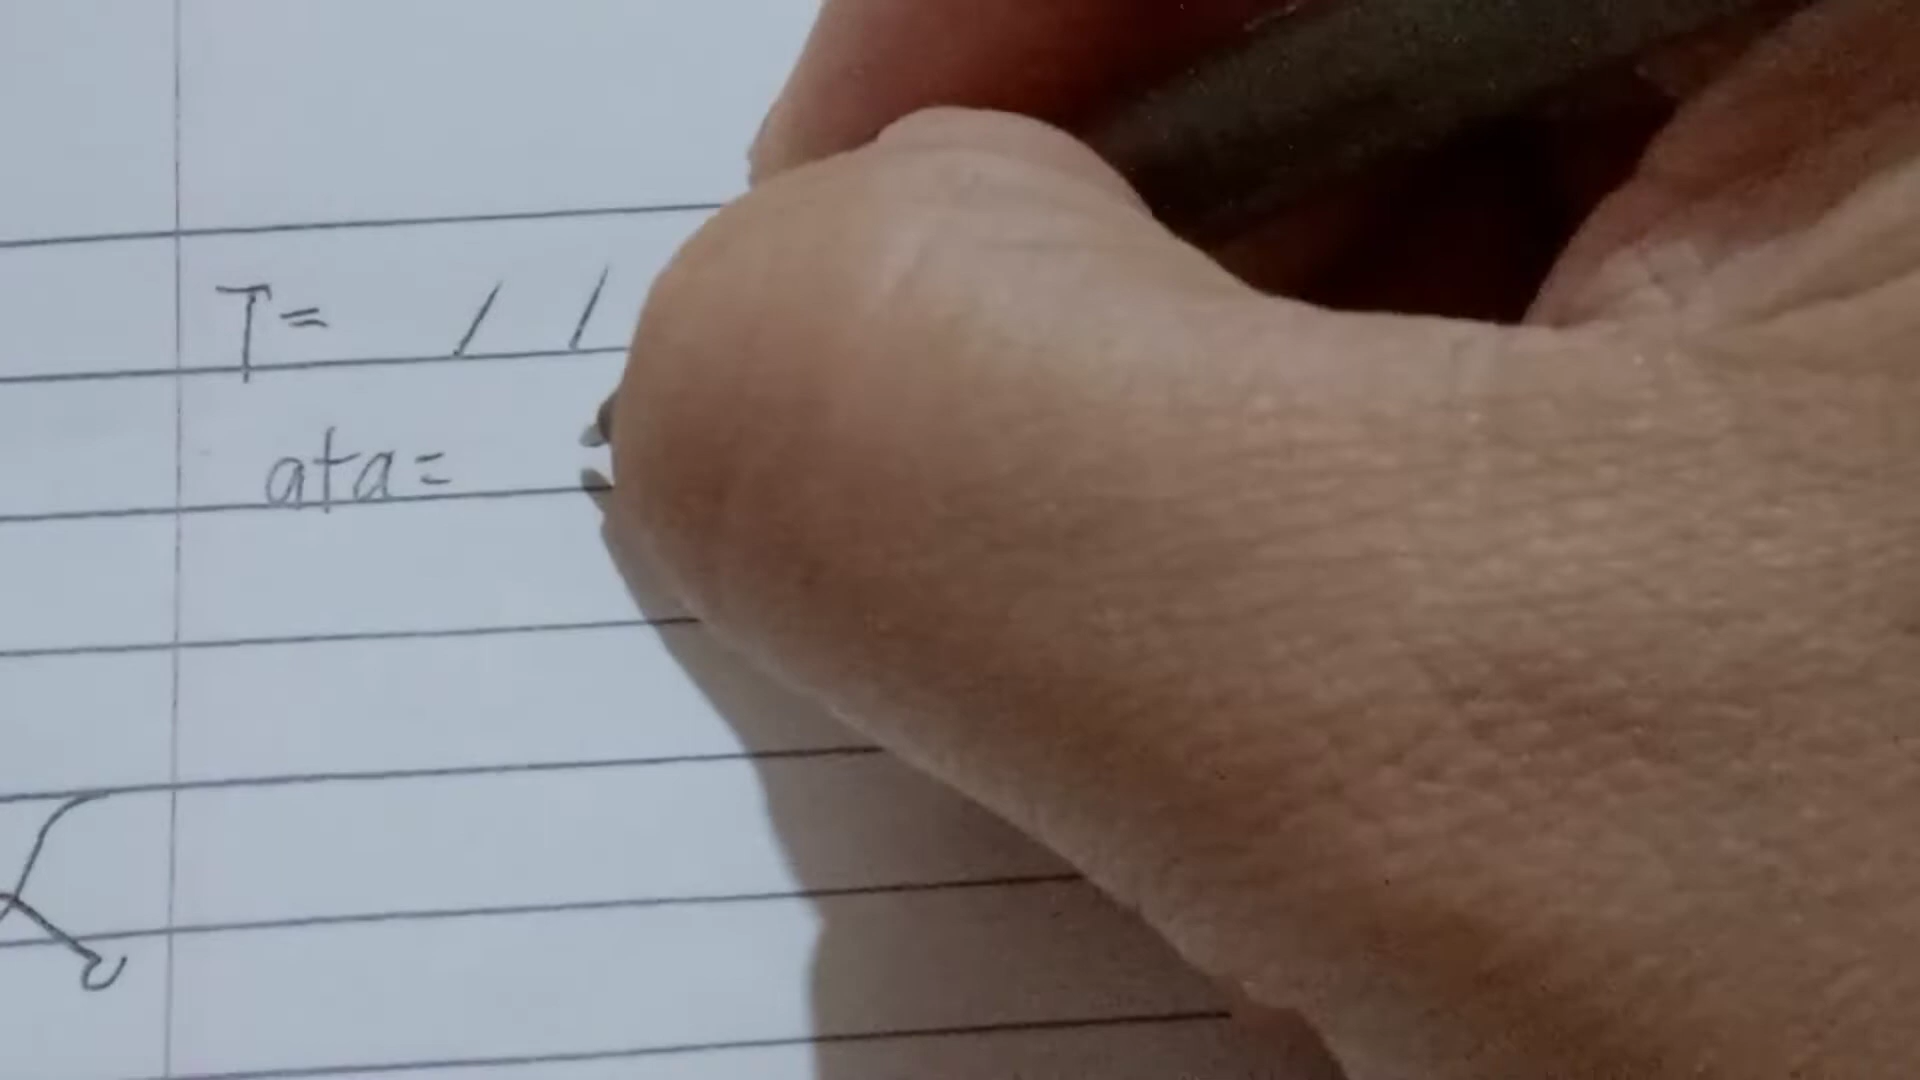 T= / /
ata=